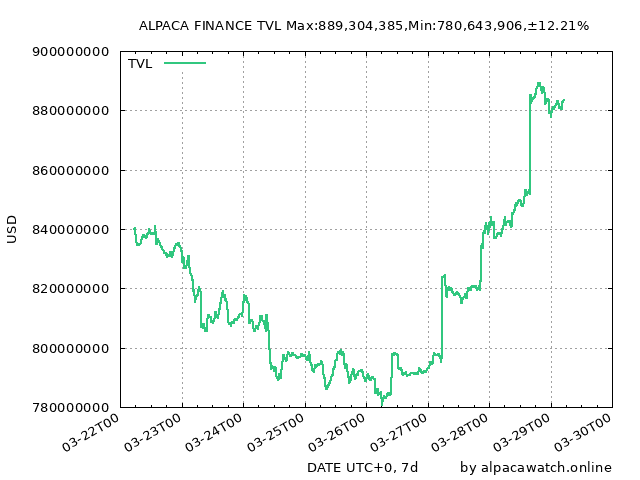 ALPACA FINANCE TVL Max:889,304,385,Min:780,643,906,±12.21%
900000000
TVL
880000000
860000000
840000000
USD
820000000
800000000
780000000
03-22T00 03-23T00 03-24T00 03-25T00 03-26T00 03-27T00 03-28T00 03-29T00 03-30T00
DATE UTC+0, 7d by alpacawatch.online